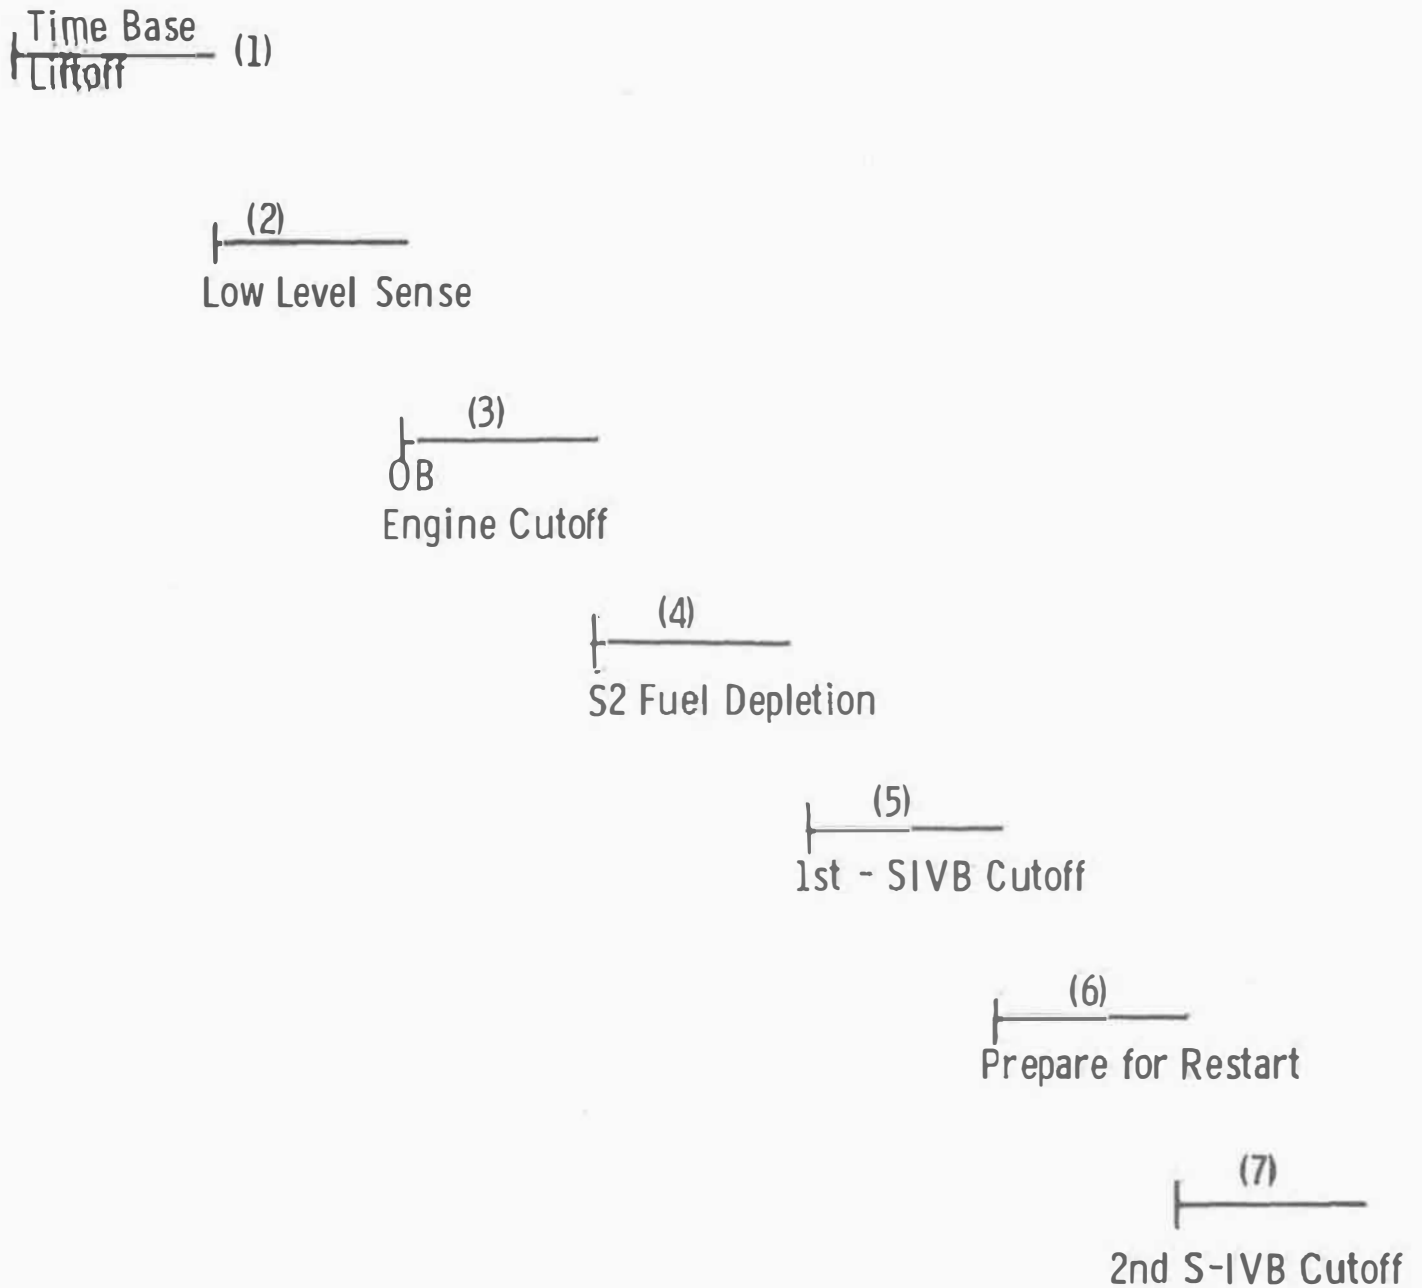 Time Base
(1)
Liftoff
(2)
Low Level Sense
(3)
OB
Engine Cutoff
(4)
S2 Fuel Depletion
(5)
1st - SIVB Cutoff
(6)
Prepare for Restart
(7)
2nd S-IVB Cutoff